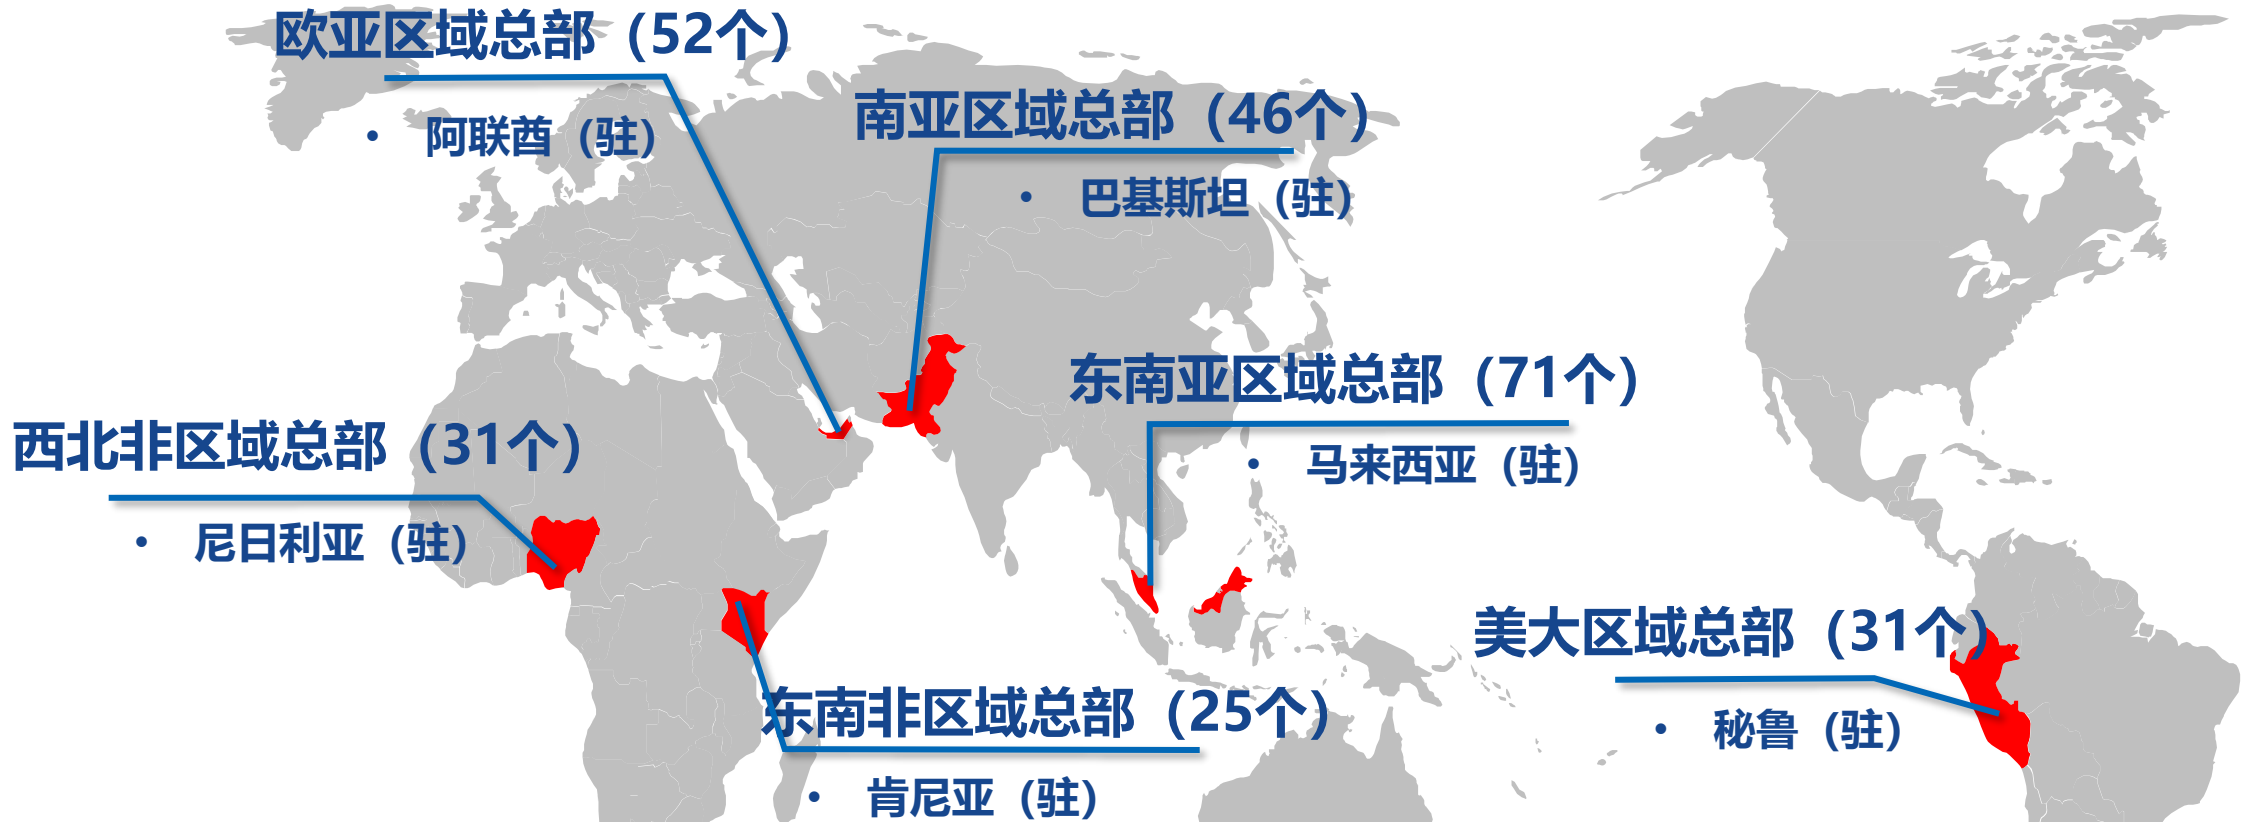 欧亚区域总部（52个）
• 阿联酋（驻）
南亚区域总部（46个）
• 巴基斯坦（驻）
东南亚区域总部（71个）
• 马来西亚（驻）
西北非区域总部（31个）
• 尼日利亚（驻）
美大区域总部（31个）
• 秘鲁（驻）
东南非区域总部（25个）
• 肯尼亚（驻）